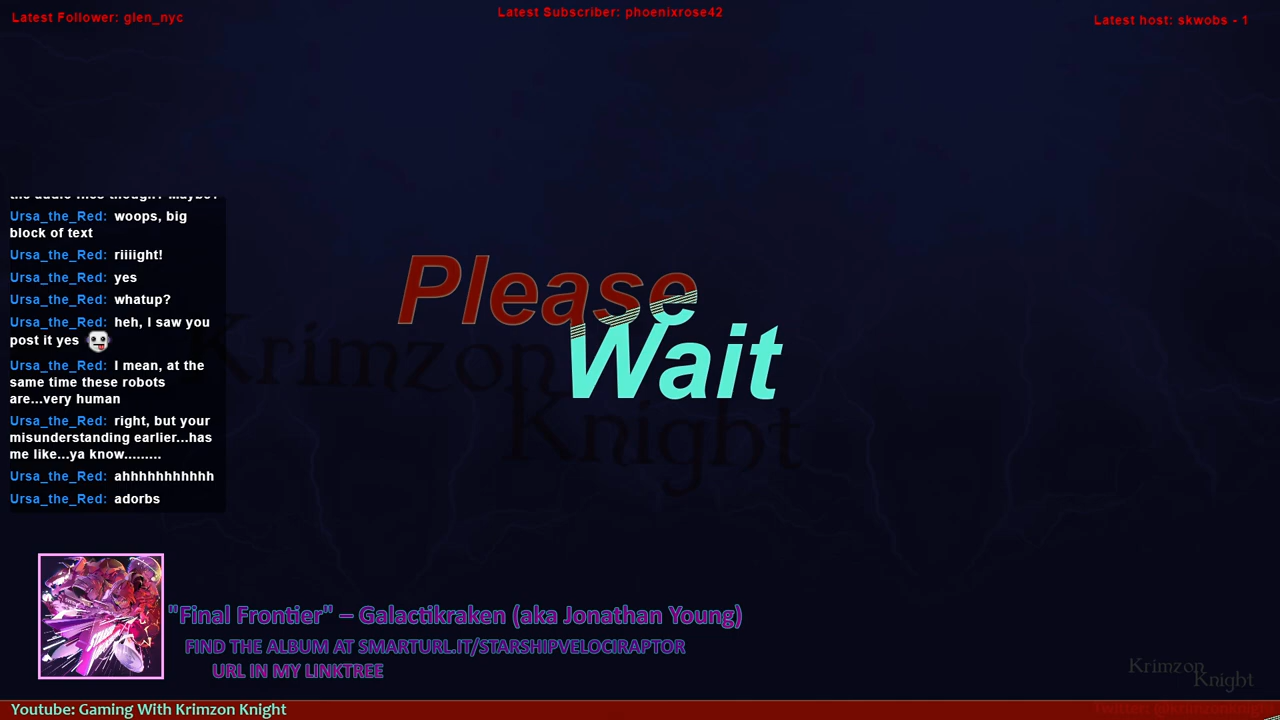 Latest Follower: glen_nyc
Latest Subscriber: phoenixrose42
Latest host: skwobs - 1
Ursa_the_Red: woops, big
block of text
Ursa_the_Red: riiiight!
Ursa_the_Red: yes
Ursa_the_Red: whatup?
Ursa_the_Red: heh, I saw you
post it yes
Ursa_the_Red: I mean, at the
same time these robots
are...very human
Ursa_the_Red: right, but your
misunderstanding earlier...has
me like...ya know.........
Ursa_the_Red: ahhhhhhhhhhh
Ursa_the_Red: adorbs
Please
Wait
Krimzon
Knight
"Final Frontier" – Galactikraken (aka Jonathan Young)
FIND THE ALBUM AT SMARTURL.IT/STARSHIPVELOCIRAPTOR
URL IN MY LINKTREE
Krimzon
Knight
Youtube: Gaming With Krimzon Knight
Twitter: